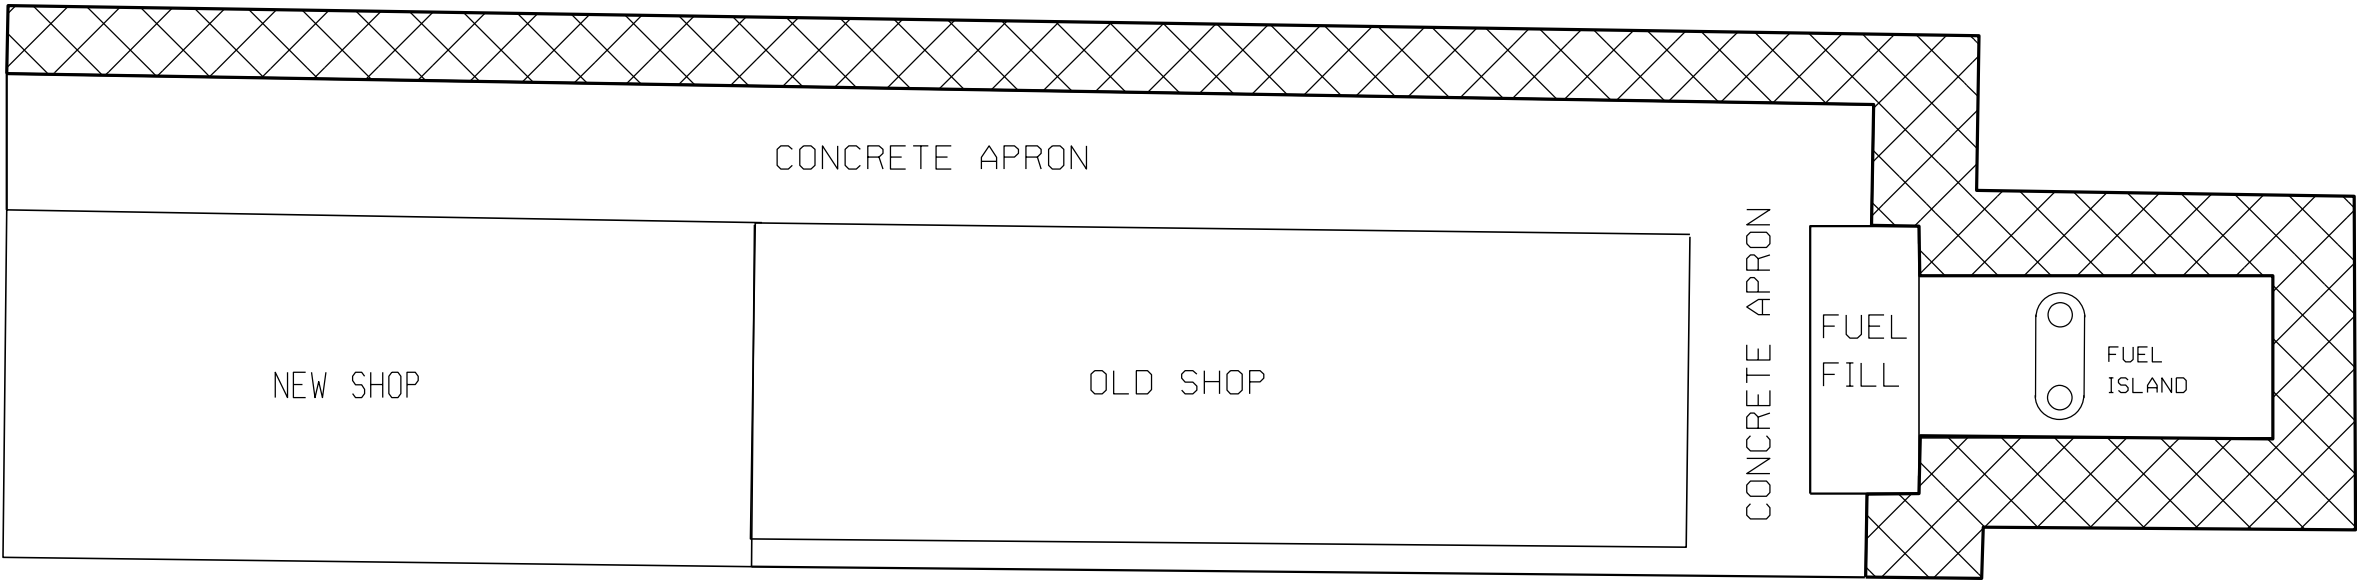 CONCRETE APRON
NEW SHOP
OLD SHOP
CONCRETE APRON
FUEL
FILL
FUEL
ISLAND